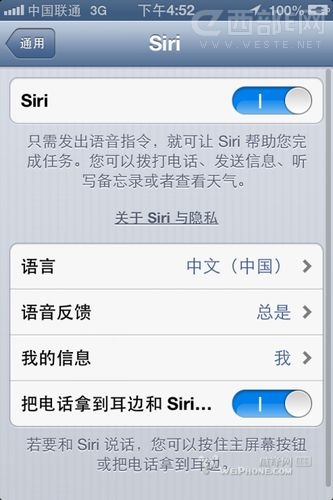 中国联通 3G 下午4:52 100%
西部E网
WWW.VESTE.NET
通用 Siri
Siri
只需发出语音指令，就可让 Siri 帮助您完
成任务。您可以拨打电话、发送信息、听
写备忘录或者查看天气。
关于 Siri 与隐私
语言 中文（中国）
语音反馈 总是
我的信息 我
把电话拿到耳边和 Siri...
若要和 Siri 说话，您可以按住主屏幕按钮
或把电话拿到耳边。
威锋网
WEIPHONE.COM